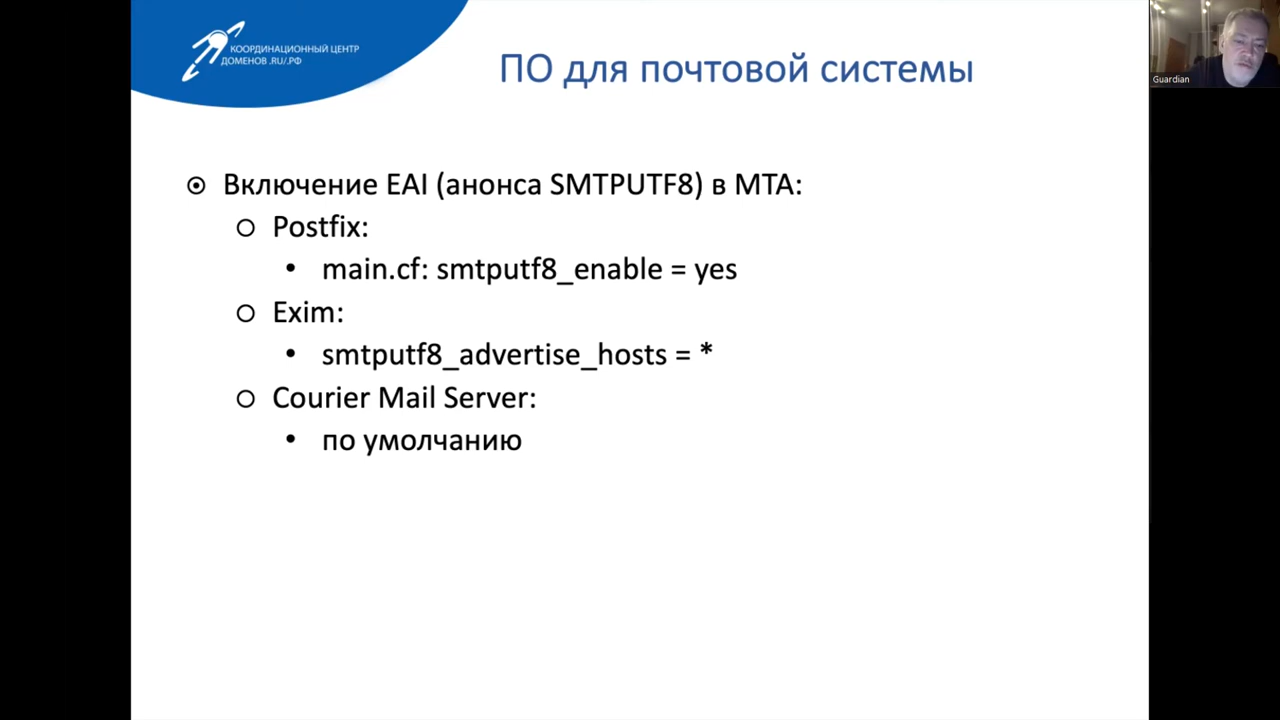 КООРДИНАЦИОННЫЙ ЦЕНТР
ДОМЕНОВ .RU/.РФ
ПО для почтовой системы
Guardian
Включение EAI (анонса SMTPUTF8) в MTA:
Postfix:
main.cf: smtputf8_enable = yes
Exim:
smtputf8_advertise_hosts = *
Courier Mail Server:
по умолчанию